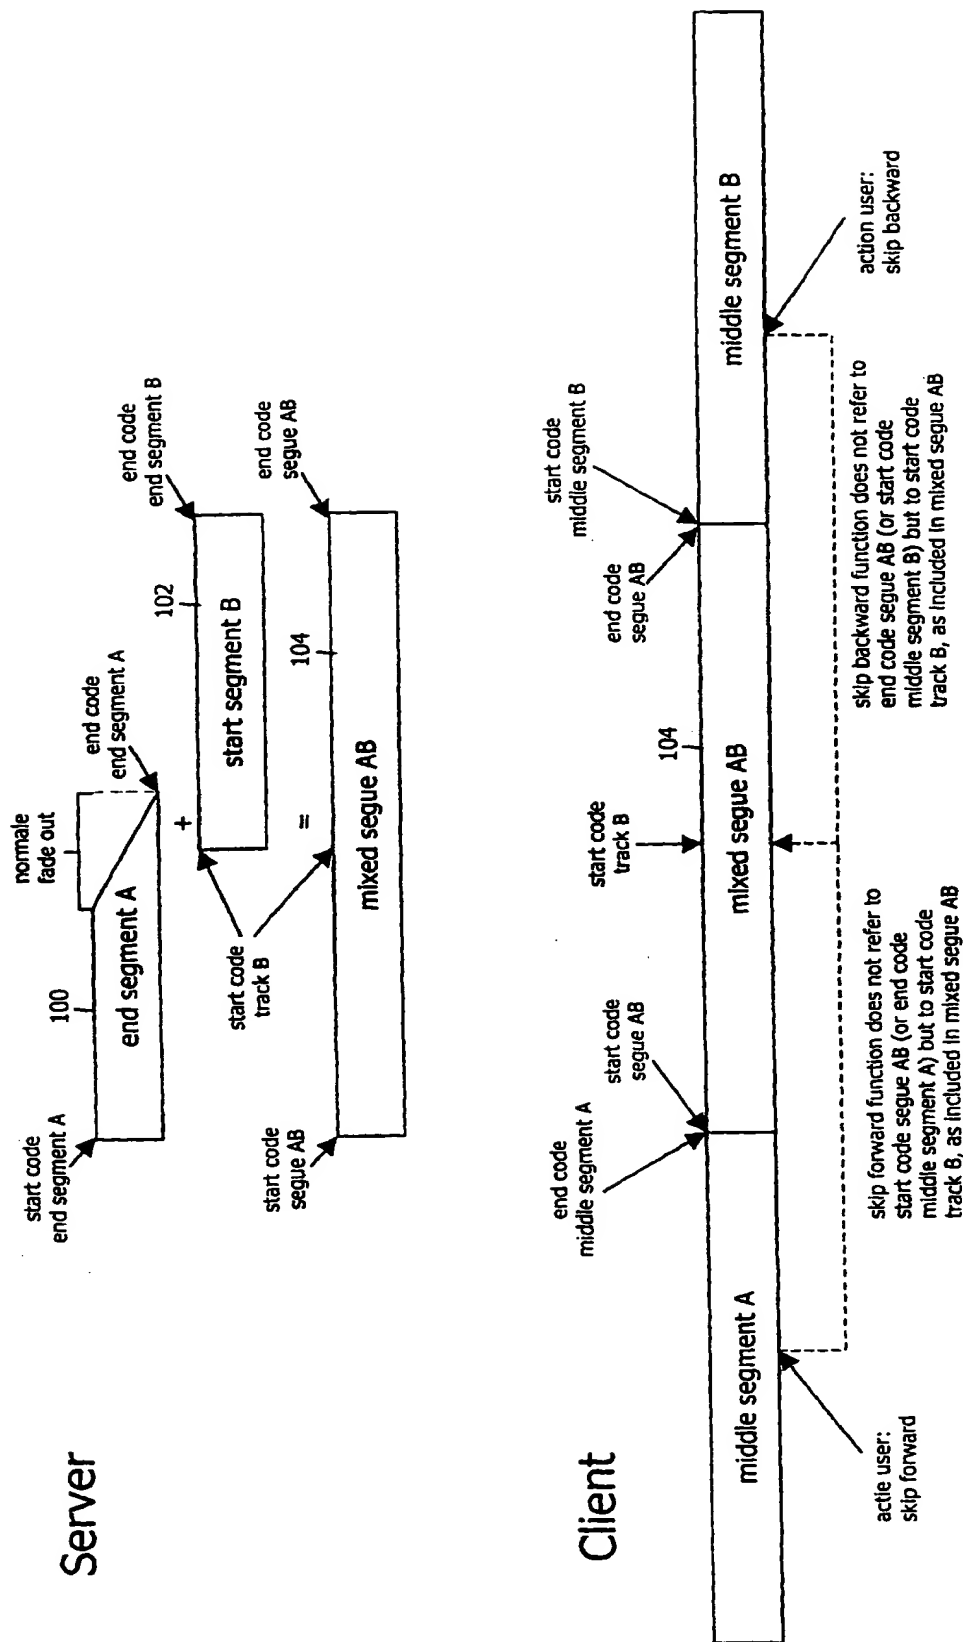 Server
start code
end segment A
100
normale
fade out
end code
end segment A
end segment A
+
102
end code
end segment B
start segment B
start code
track B
=
start code
segue AB
104
end code
segue AB
mixed segue AB
Client
end code
middle segment A
start code
segue AB
start code
track B
104
end code
segue AB
start code
middle segment B
middle segment A
mixed segue AB
middle segment B
actie user:
skip forward
skip forward function does not refer to
start code segue AB (or end code
middle segment A) but to start code
track B, as included in mixed segue AB
skip backward function does not refer to
end code segue AB (or start code
middle segment B) but to start code
track B, as included in mixed segue AB
action user:
skip backward